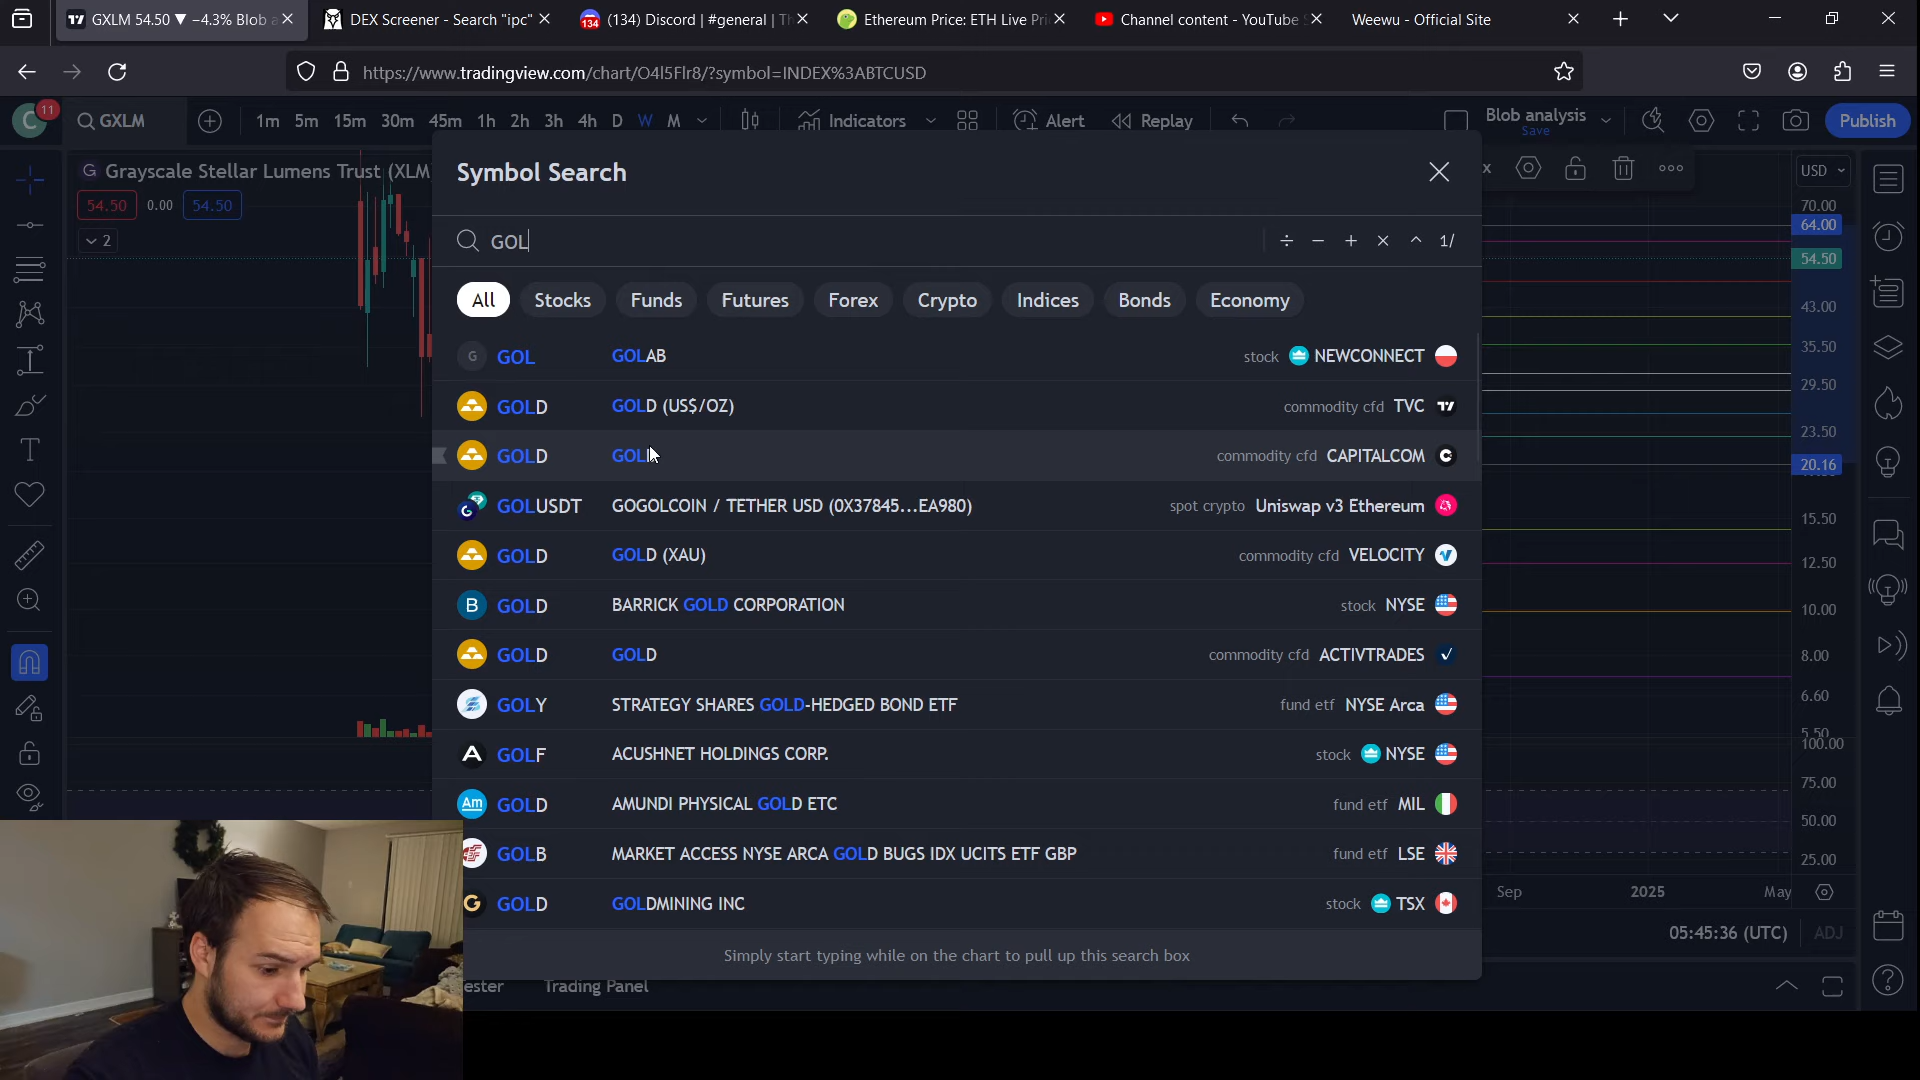 GXLM 54.50 ▼ −4.3% Blob a
DEX Screener - Search "ipc"
(134) Discord | #general | Th
Ethereum Price: ETH Live Pri
Channel content - YouTube S
Weewu - Official Site
https://www.tradingview.com/chart/O4l5Flr8/?symbol=INDEX%3ABTCUSD
C
11
GXLM
1m 5m 15m 30m 45m 1h 2h 3h 4h D W M
Indicators
Alert
Replay
Blob analysis
Save
Publish
G Grayscale Stellar Lumens Trust (XLM)
54.50 0.00 54.50
2
Symbol Search
GOL
÷ − + × ^ 1/
All Stocks Funds Futures Forex Crypto Indices Bonds Economy
G GOL GOLAB stock NEWCONNECT
GOLD GOLD (US$/OZ) commodity cfd TVC
GOLD GOLD commodity cfd CAPITALCOM
GOLUSDT GOGOLCOIN / TETHER USD (0X37845...EA980) spot crypto Uniswap v3 Ethereum
GOLD GOLD (XAU) commodity cfd VELOCITY
B GOLD BARRICK GOLD CORPORATION stock NYSE
GOLD GOLD commodity cfd ACTIVTRADES
GOLY STRATEGY SHARES GOLD-HEDGED BOND ETF fund etf NYSE Arca
GOLF ACUSHNET HOLDINGS CORP. stock NYSE
Am GOLD AMUNDI PHYSICAL GOLD ETC fund etf MIL
GOLB MARKET ACCESS NYSE ARCA GOLD BUGS IDX UCITS ETF GBP fund etf LSE
G GOLD GOLDMINING INC stock TSX
Simply start typing while on the chart to pull up this search box
USD
70.00
64.00
54.50
43.00
35.50
29.50
23.50
20.16
15.50
12.50
10.00
8.00
6.60
5.50
100.00
75.00
50.00
25.00
Sep 2025 May
05:45:36 (UTC) ADJ
ester Trading Panel